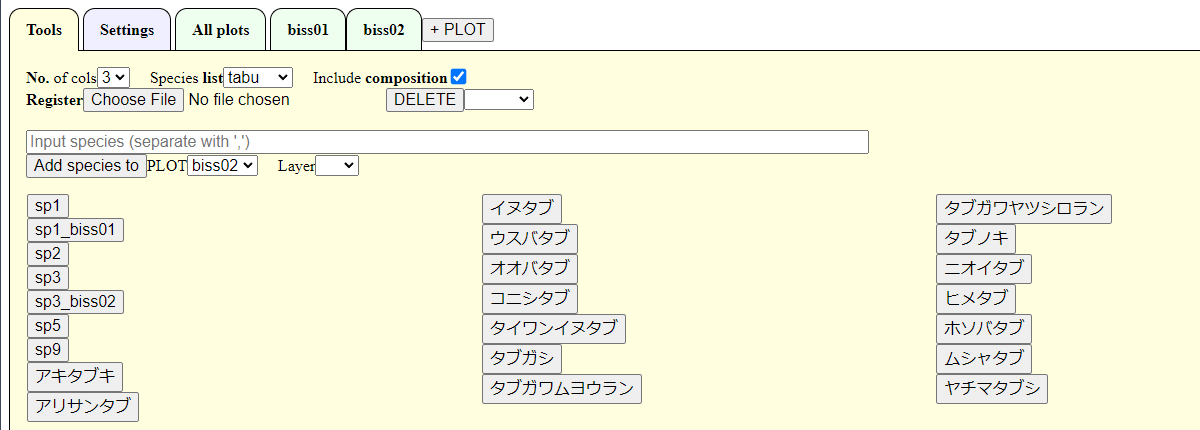 Tools Settings All plots biss01 biss02 + PLOT
No. of cols 3 Species list tabu Include composition
Register Choose File No file chosen DELETE
Input species (separate with ',')
Add species to PLOT biss02 Layer
sp1
sp1_biss01
sp2
sp3
sp3_biss02
sp5
sp9
アキタブキ
アリサンタブ
イヌタブ
ウスバタブ
オオバタブ
コニシタブ
タイワンイヌタブ
タブガシ
タブガワムヨウラン
タブガワヤツシロラン
タブノキ
ニオイタブ
ヒメタブ
ホソバタブ
ムシャタブ
ヤチマタブシ